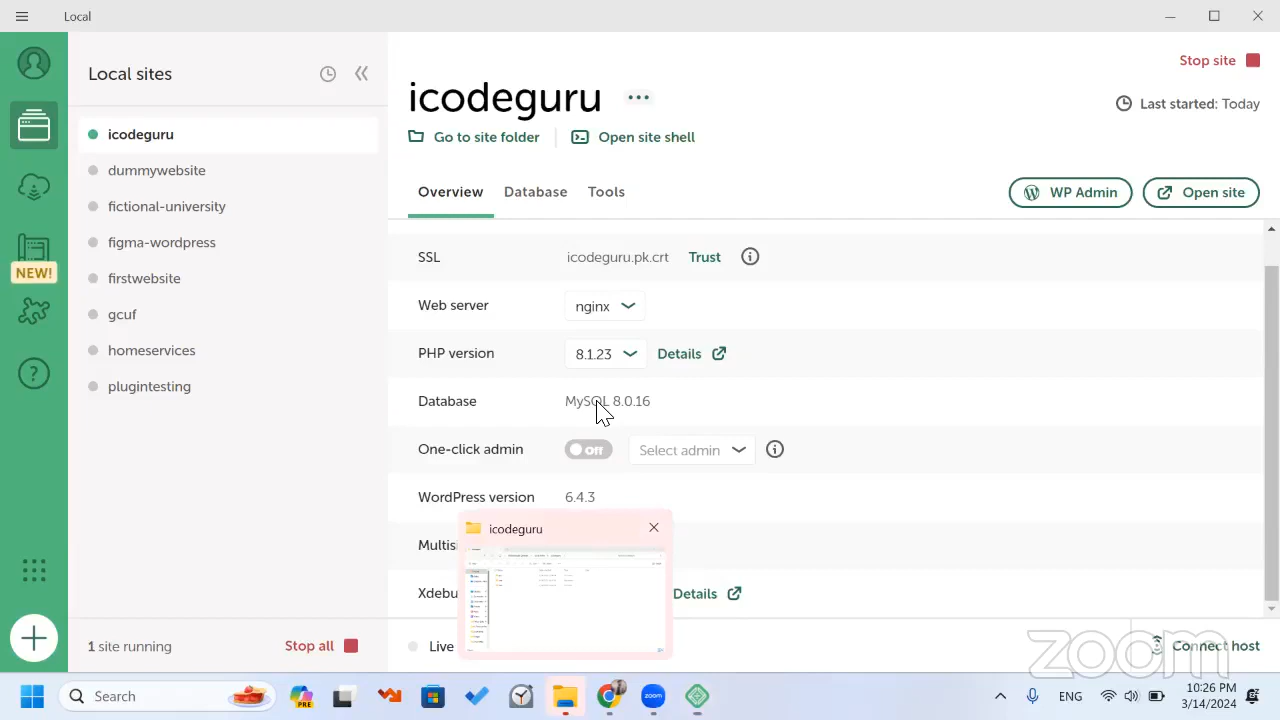 Local
Local sites
icodeguru
dummywebsite
fictional-university
figma-wordpress
firstwebsite
gcuf
homeservices
plugintesting
NEW!
1 site running
Stop all
Stop site
icodeguru
Last started: Today
Go to site folder
Open site shell
Overview
Database
Tools
WP Admin
Open site
SSL
icodeguru.pk.crt
Trust
Web server
nginx
PHP version
8.1.23
Details
Database
MySQL 8.0.16
One-click admin
Off
Select admin
WordPress version
6.4.3
icodeguru
Multis
Xdebu
Details
Live
Connect host
zoom
Search
PRE
zoom
ENG
10:26 PM
3/14/2024